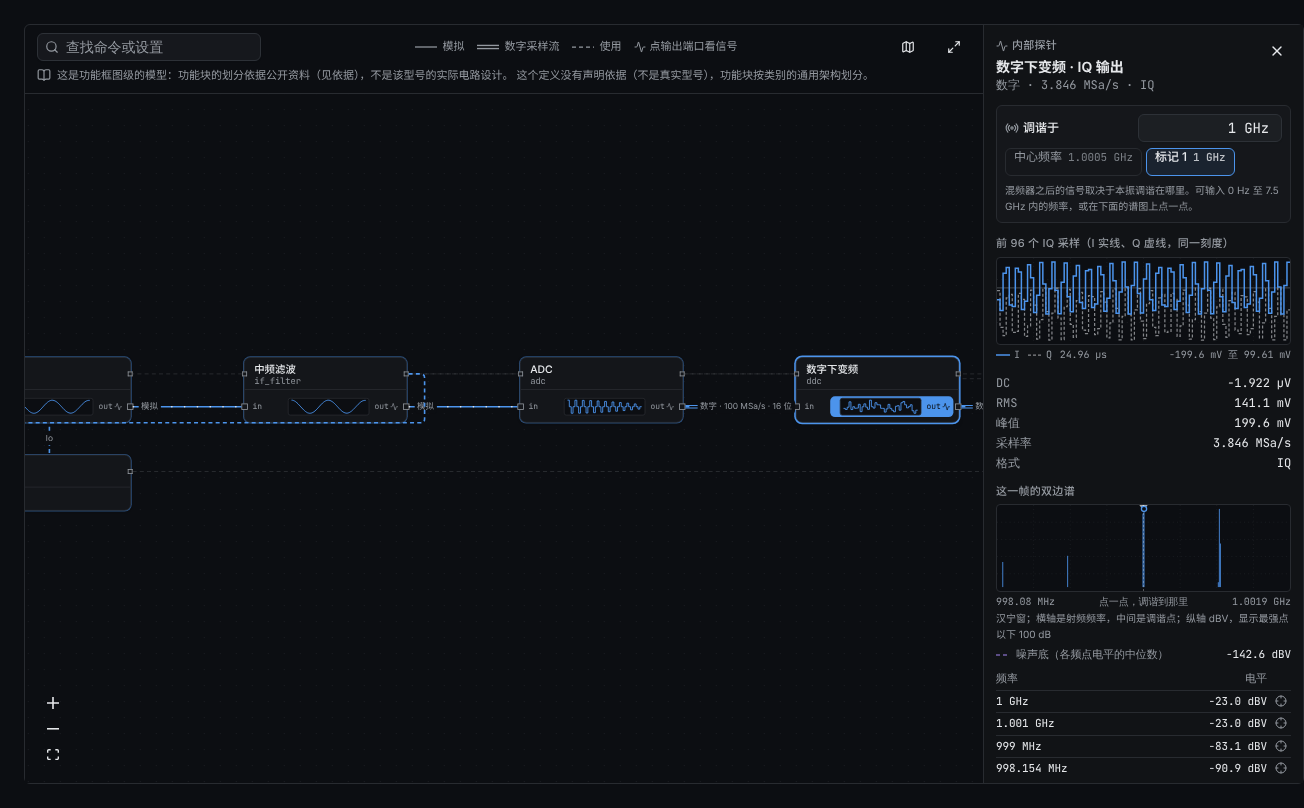 查找命令或设置
模拟 数字采样流 使用 点输出端口看信号
这是功能框图级的模型：功能块的划分依据公开资料（见依据），不是该型号的实际电路设计。 这个定义没有声明依据（不是真实型号），功能块按类别的通用架构划分。
out 模拟
lo
中频滤波
if_filter
in out 模拟
ADC
adc
in out 数字 · 100 MSa/s · 16 位
数字下变频
ddc
in out 数
内部探针
数字下变频 · IQ 输出
数字 · 3.846 MSa/s · IQ
调谐于 1 GHz
中心频率 1.0005 GHz 标记 1 1 GHz
混频器之后的信号取决于本振调谐在哪里。可输入 0 Hz 至 7.5
GHz 内的频率，或在下面的谱图上点一点。
前 96 个 IQ 采样（I 实线、Q 虚线，同一刻度）
I Q 24.96 µs -199.6 mV 至 99.61 mV
DC -1.922 µV
RMS 141.1 mV
峰值 199.6 mV
采样率 3.846 MSa/s
格式 IQ
这一帧的双边谱
998.08 MHz 点一点，调谐到那里 1.0019 GHz
汉宁窗；横轴是射频频率，中间是调谐点；纵轴 dBV，显示最强点
以下 100 dB
噪声底（各频点电平的中位数） -142.6 dBV
频率 电平
1 GHz -23.0 dBV
1.001 GHz -23.0 dBV
999 MHz -83.1 dBV
998.154 MHz -90.9 dBV